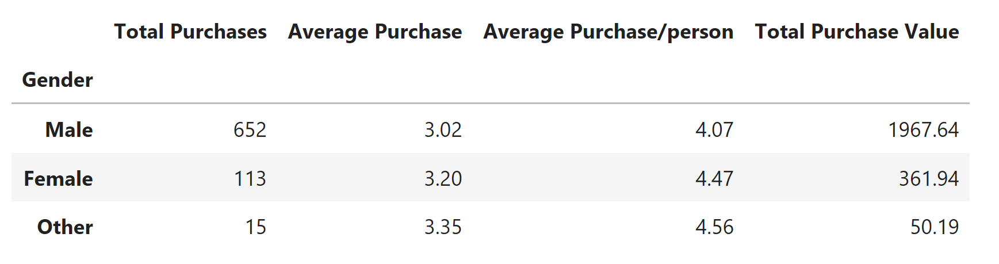 Total Purchases Average Purchase Average Purchase/person Total Purchase Value
Gender
Male 652 3.02 4.07 1967.64
Female 113 3.20 4.47 361.94
Other 15 3.35 4.56 50.19